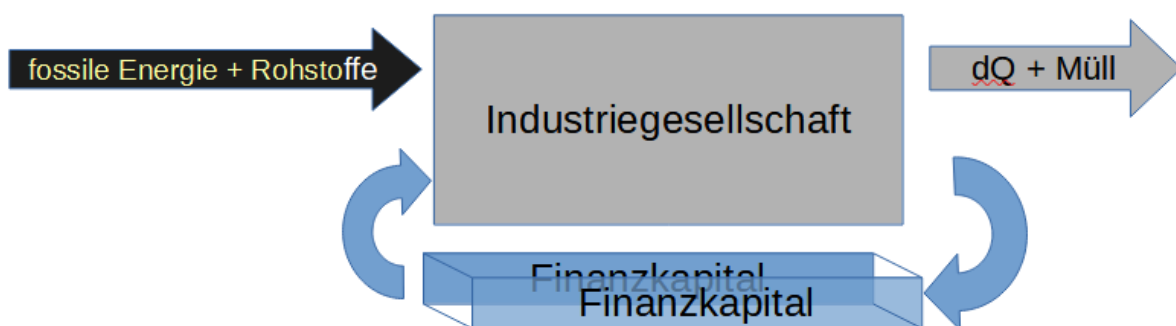 fossile Energie + Rohstoffe
Industriegesellschaft
dQ + Müll
Finanzkapital
Finanzkapital